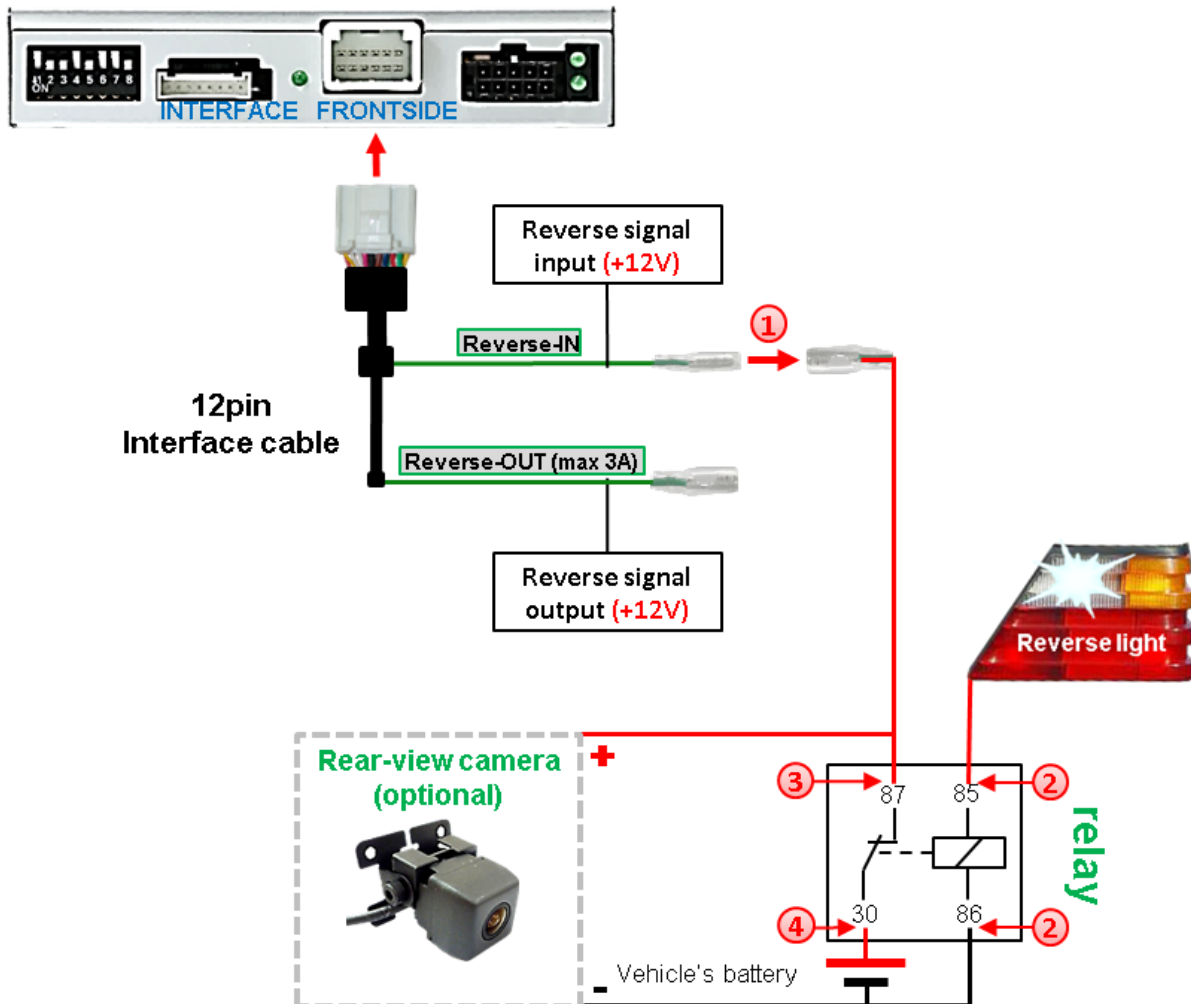 1 2 3 4 5 6 7 8
ON
INTERFACE FRONTSIDE
Reverse signal
input (+12V)
Reverse-IN
1
12pin
Interface cable
Reverse-OUT (max 3A)
Reverse signal
output (+12V)
Reverse light
Rear-view camera
(optional)
+
3
87
85
2
relay
4
30
86
2
- Vehicle's battery